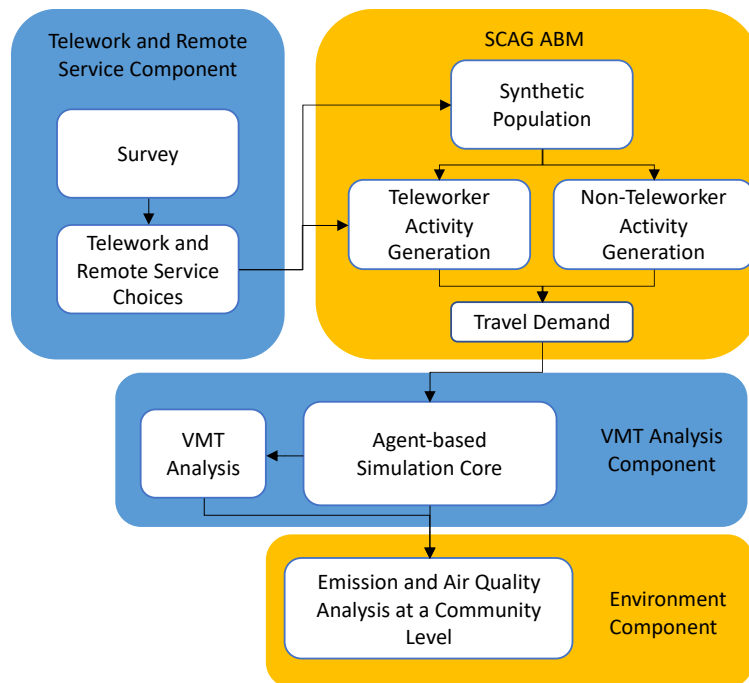 Telework and Remote
Service Component
Survey
Telework and
Remote Service
Choices
SCAG ABM
Synthetic
Population
Teleworker
Activity
Generation
Non-Teleworker
Activity
Generation
Travel Demand
VMT
Analysis
Agent-based
Simulation Core
VMT Analysis
Component
Emission and Air Quality
Analysis at a Community
Level
Environment
Component